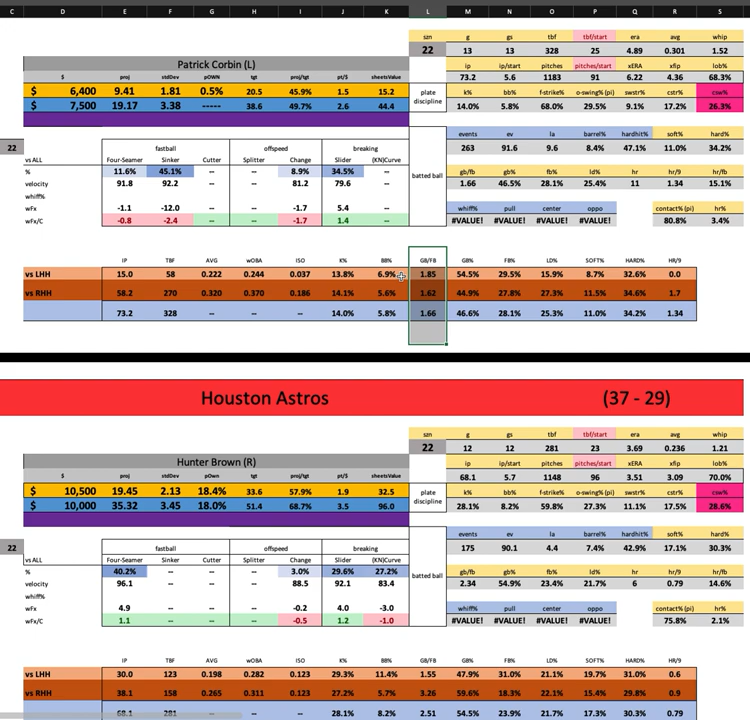 C D E F G H I J K L M N O P Q R S
szn g gs tbf tbf/start era avg whip
22 13 13 328 25 4.89 0.301 1.52
Patrick Corbin (L) ip ip/start pitches pitches/start xERA xfip lob%
$ proj stdDev pOWN tgt proj/tgt pt/$ sheetsValue 73.2 5.6 1183 91 6.22 4.36 68.3%
$ 6,400 9.41 1.81 0.5% 20.5 45.9% 1.5 15.2 plate discipline k% bb% f-strike% o-swing% (pi) swstr% cstr% csw%
$ 7,500 19.17 3.38 ----- 38.6 49.7% 2.6 44.4 14.0% 5.8% 68.0% 29.5% 9.1% 17.2% 26.3%
events ev la barrel% hardhit% soft% hard%
22 fastball offspeed breaking 263 91.6 9.6 8.4% 47.1% 11.0% 34.2%
vs ALL Four-Seamer Sinker Cutter Splitter Change Slider (KN)Curve
% 11.6% 45.1% -- -- 8.9% 34.5% -- batted ball gb/fb gb% fb% ld% hr hr/9 hr/fb
velocity 91.8 92.2 -- -- 81.2 79.6 -- 1.66 46.5% 28.1% 25.4% 11 1.34 15.1%
whiff%
wFx -1.1 -12.0 -- -- -1.7 5.4 -- whiff% pull center oppo contact% (pi) hr%
wFx/C -0.8 -2.4 -- -- -1.7 1.4 -- #VALUE! #VALUE! #VALUE! #VALUE! 80.8% 3.4%
IP TBF AVG wOBA ISO K% BB% GB/FB GB% FB% LD% SOFT% HARD% HR/9
vs LHH 15.0 58 0.222 0.244 0.037 13.8% 6.9% 1.85 54.5% 29.5% 15.9% 8.7% 32.6% 0.0
vs RHH 58.2 270 0.320 0.370 0.186 14.1% 5.6% 1.62 44.9% 27.8% 27.3% 11.5% 34.6% 1.7
73.2 328 -- -- -- 14.0% 5.8% 1.66 46.6% 28.1% 25.3% 11.0% 34.2% 1.34
Houston Astros (37 - 29)
szn g gs tbf tbf/start era avg whip
22 12 12 281 23 3.69 0.236 1.21
Hunter Brown (R) ip ip/start pitches pitches/start xERA xfip lob%
$ proj stdDev pOwn tgt proj/tgt pt/$ sheetsValue 68.1 5.7 1148 96 3.51 3.09 70.0%
$ 10,500 19.45 2.13 18.4% 33.6 57.9% 1.9 32.5 plate discipline k% bb% f-strike% o-swing% (pi) swstr% cstr% csw%
$ 10,000 35.32 3.45 18.0% 51.4 68.7% 3.5 96.0 28.1% 8.2% 59.8% 27.3% 11.1% 17.5% 28.6%
events ev la barrel% hardhit% soft% hard%
22 fastball offspeed breaking 175 90.1 4.4 7.4% 42.9% 17.1% 30.3%
vs ALL Four-Seamer Sinker Cutter Splitter Change Slider (KN)Curve
% 40.2% -- -- -- 3.0% 29.6% 27.2% batted ball gb/fb gb% fb% ld% hr hr/9 hr/fb
velocity 96.1 -- -- -- 88.5 92.1 83.4 2.34 54.9% 23.4% 21.7% 6 0.79 14.6%
whiff%
wFx 4.9 -- -- -- -0.2 4.0 -3.0 whiff% pull center oppo contact% (pi) hr%
wFx/C 1.1 -- -- -- -0.5 1.2 -1.0 #VALUE! #VALUE! #VALUE! #VALUE! 75.8% 2.1%
IP TBF AVG wOBA ISO K% BB% GB/FB GB% FB% LD% SOFT% HARD% HR/9
vs LHH 30.0 123 0.198 0.282 0.123 29.3% 11.4% 1.55 47.9% 31.0% 21.1% 19.7% 31.0% 0.6
vs RHH 38.1 158 0.265 0.311 0.123 27.2% 5.7% 3.26 59.6% 18.3% 22.1% 15.4% 29.8% 0.9
68.1 281 -- -- -- 28.1% 8.2% 2.51 54.5% 23.9% 21.7% 17.3% 30.3% 0.79